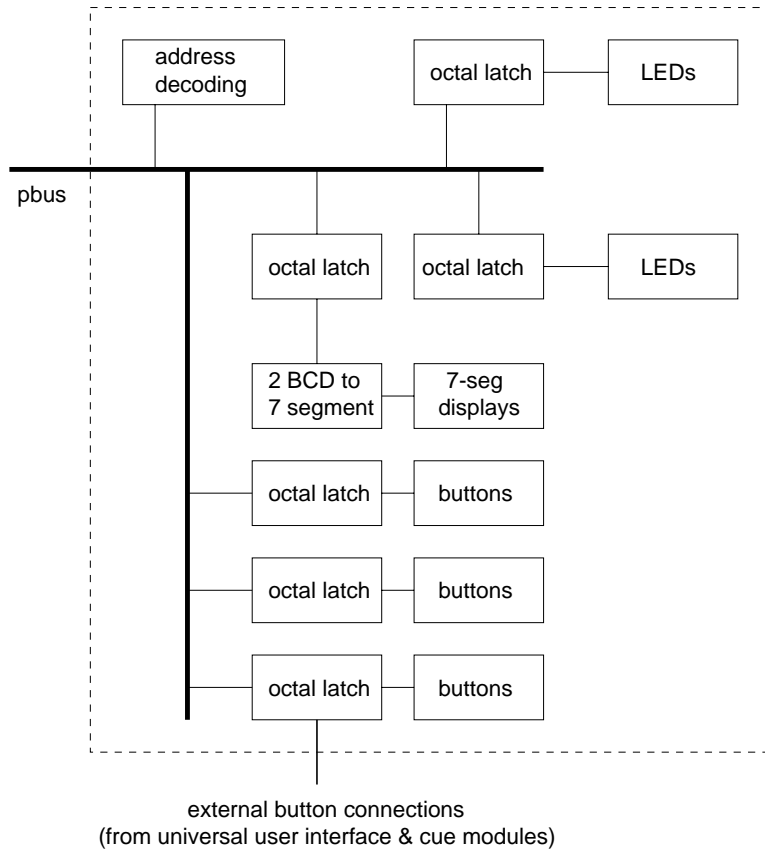 address
decoding
octal latch
LEDs
pbus
octal latch
octal latch
LEDs
2 BCD to
7 segment
7-seg
displays
octal latch
buttons
octal latch
buttons
octal latch
buttons
external button connections
(from universal user interface & cue modules)